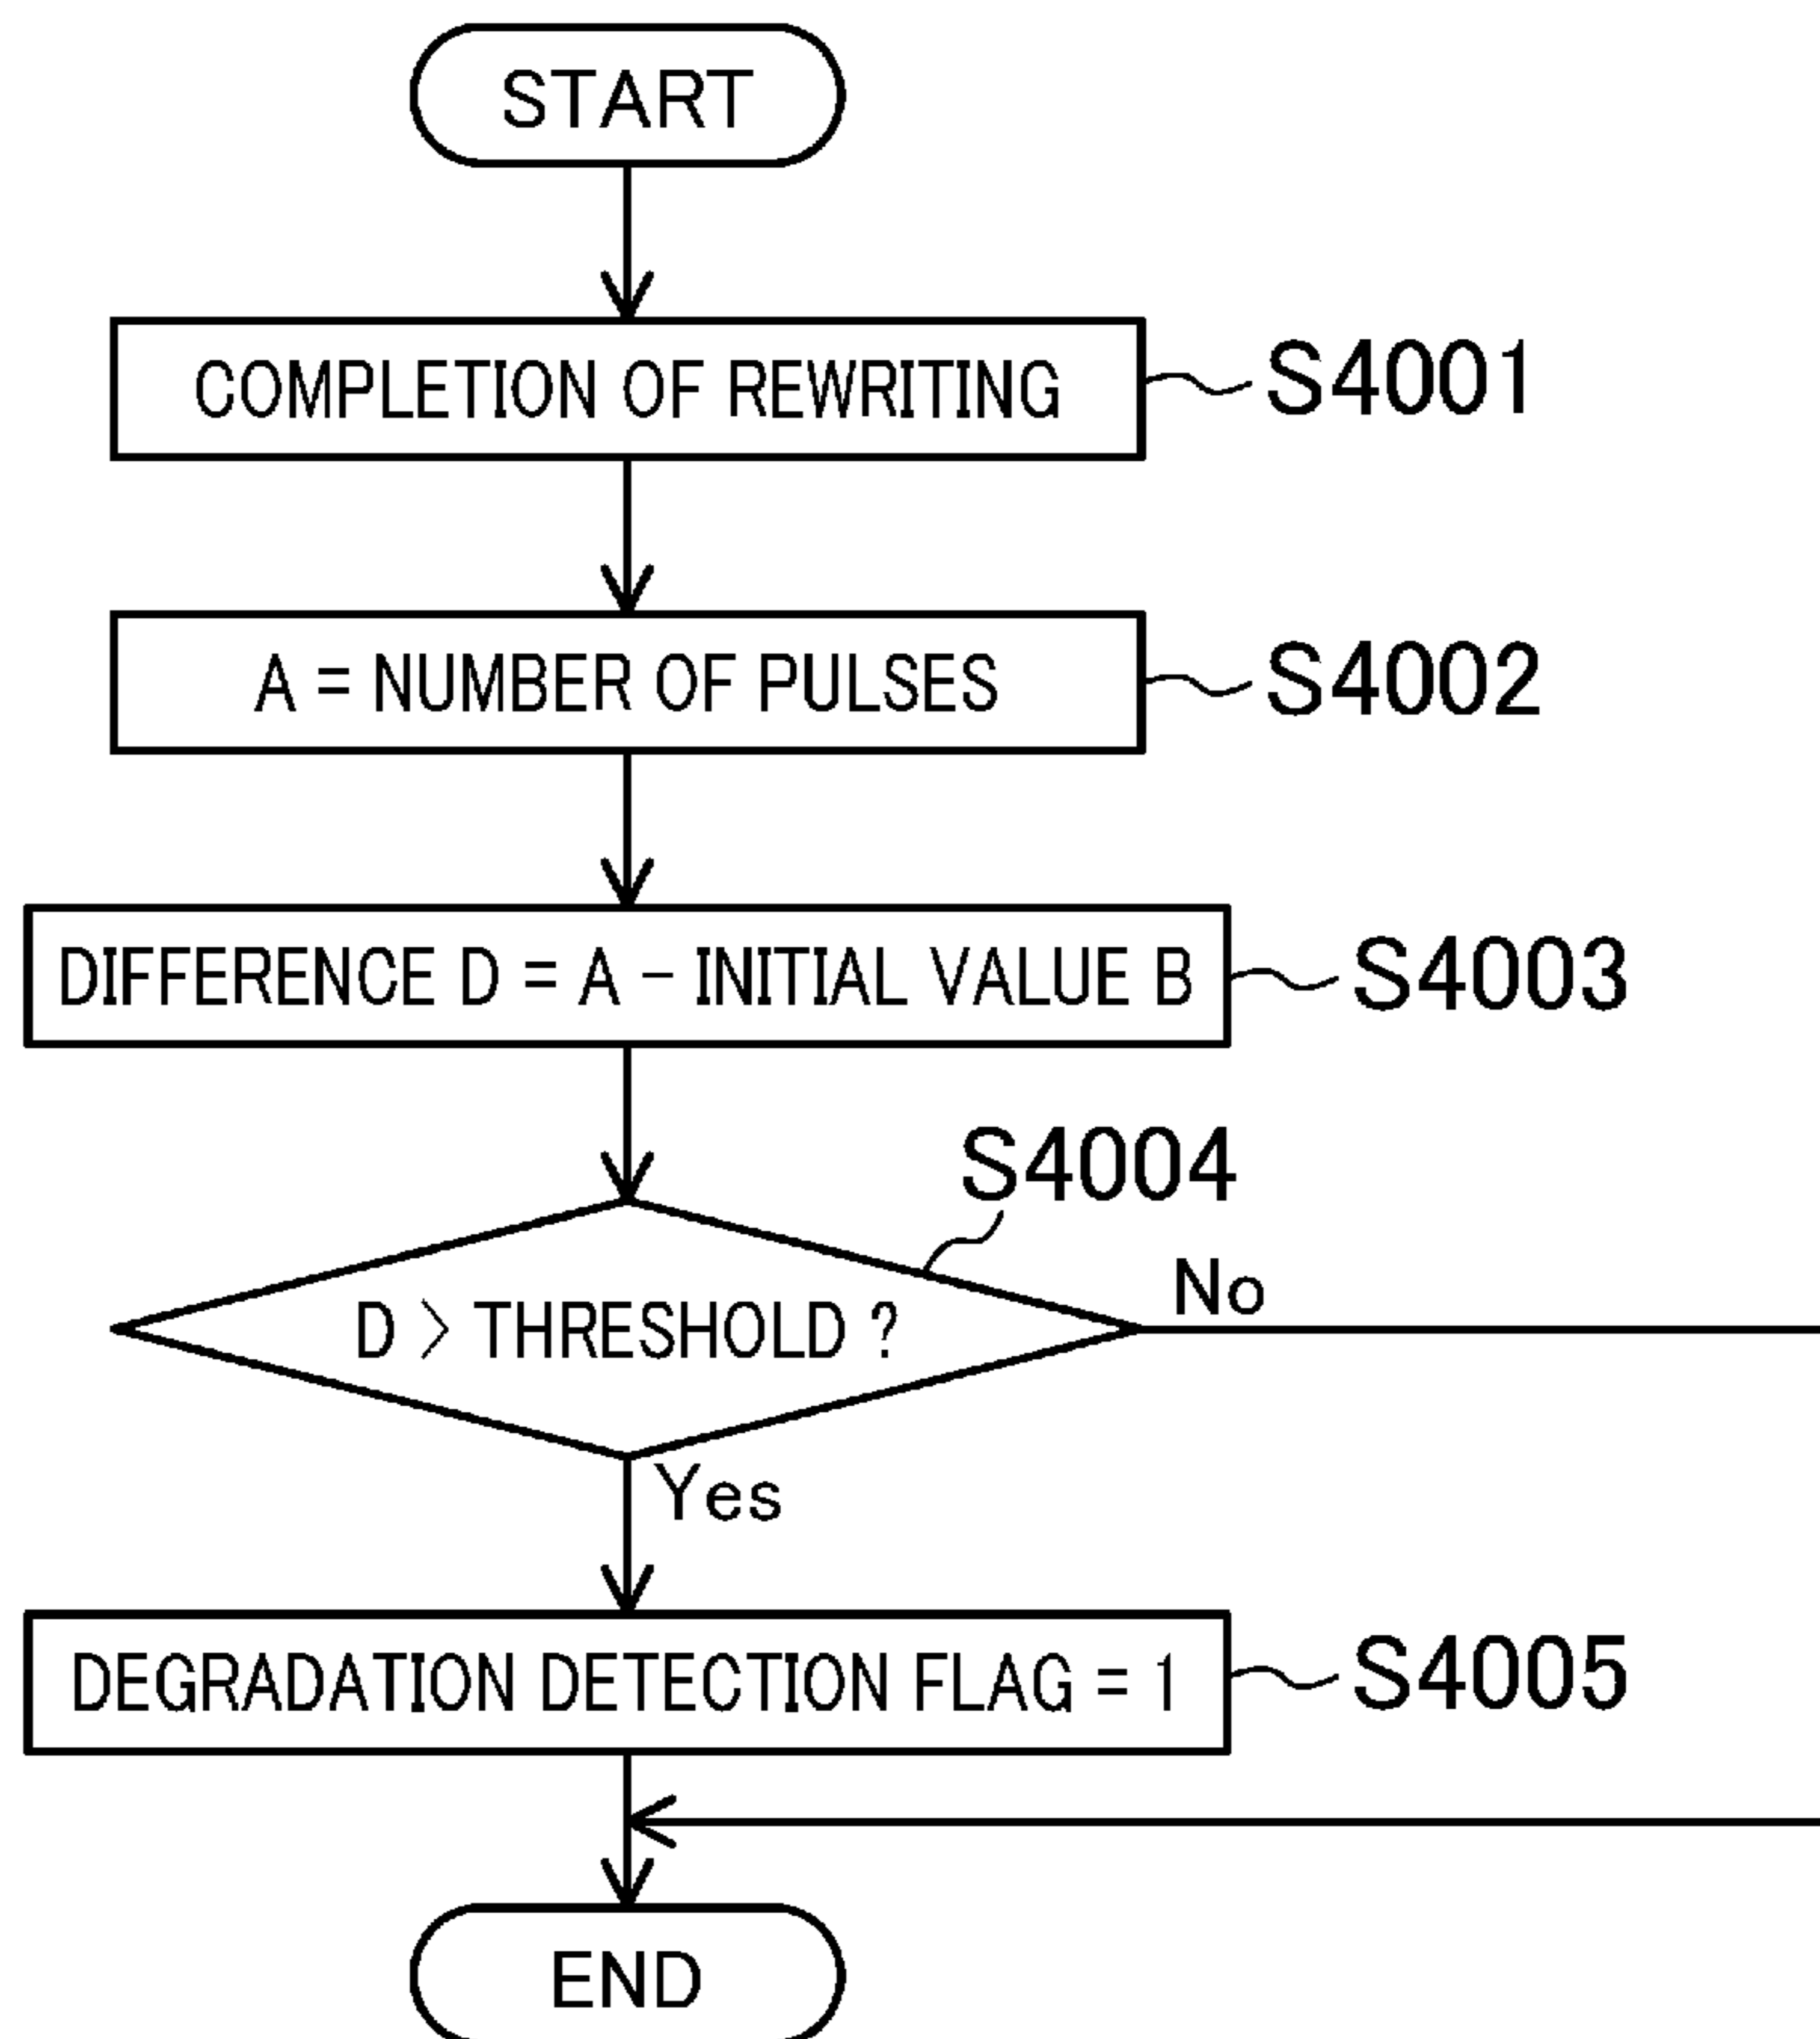 START
COMPLETION OF REWRITING
S4001
A = NUMBER OF PULSES
S4002
DIFFERENCE D = A − INITIAL VALUE B
S4003
S4004
D > THRESHOLD ?
No
Yes
DEGRADATION DETECTION FLAG = 1
S4005
END